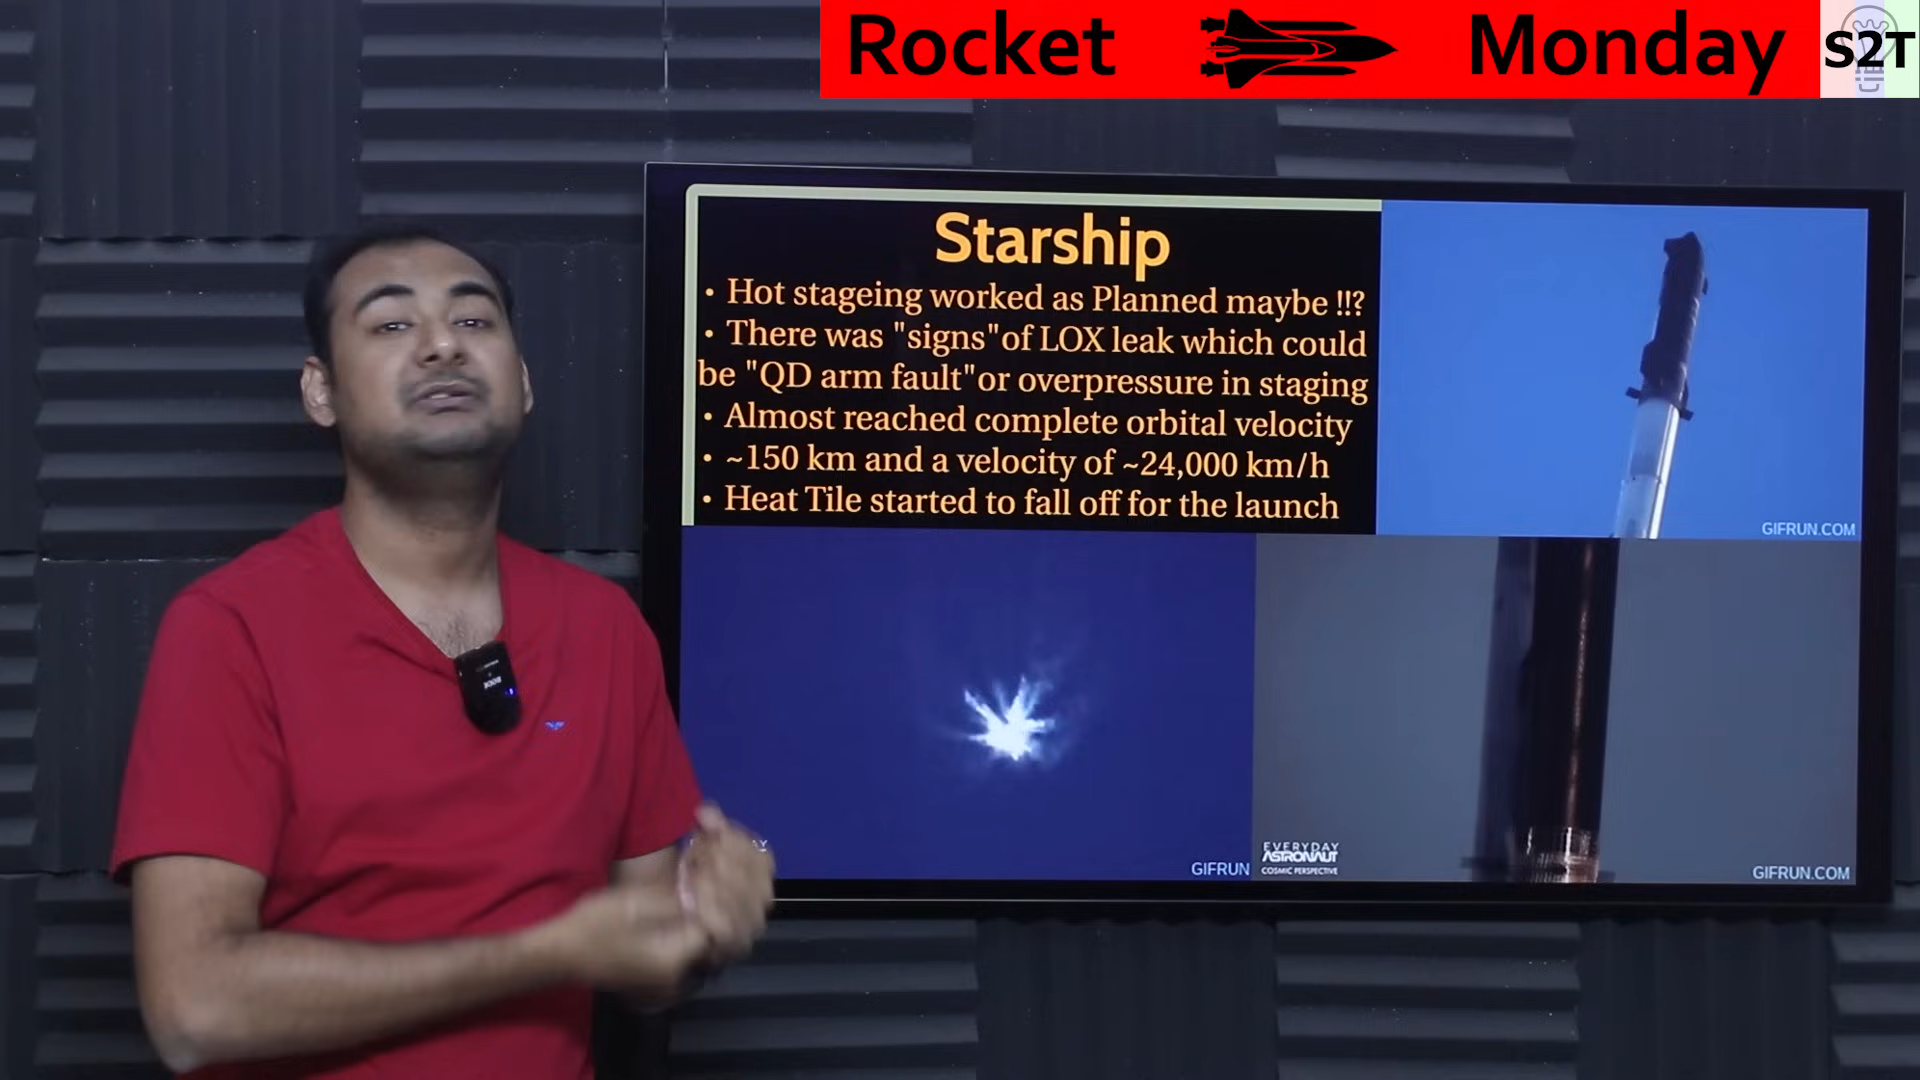 Rocket Monday
S2T
Starship
• Hot stageing worked as Planned maybe !!?
• There was "signs"of LOX leak which could
be "QD arm fault"or overpressure in staging
• Almost reached complete orbital velocity
• ~150 km and a velocity of ~24,000 km/h
• Heat Tile started to fall off for the launch
GIFRUN.COM
GIFRUN
EVERYDAY
ASTRONAUT
COSMIC PERSPECTIVE
GIFRUN.COM